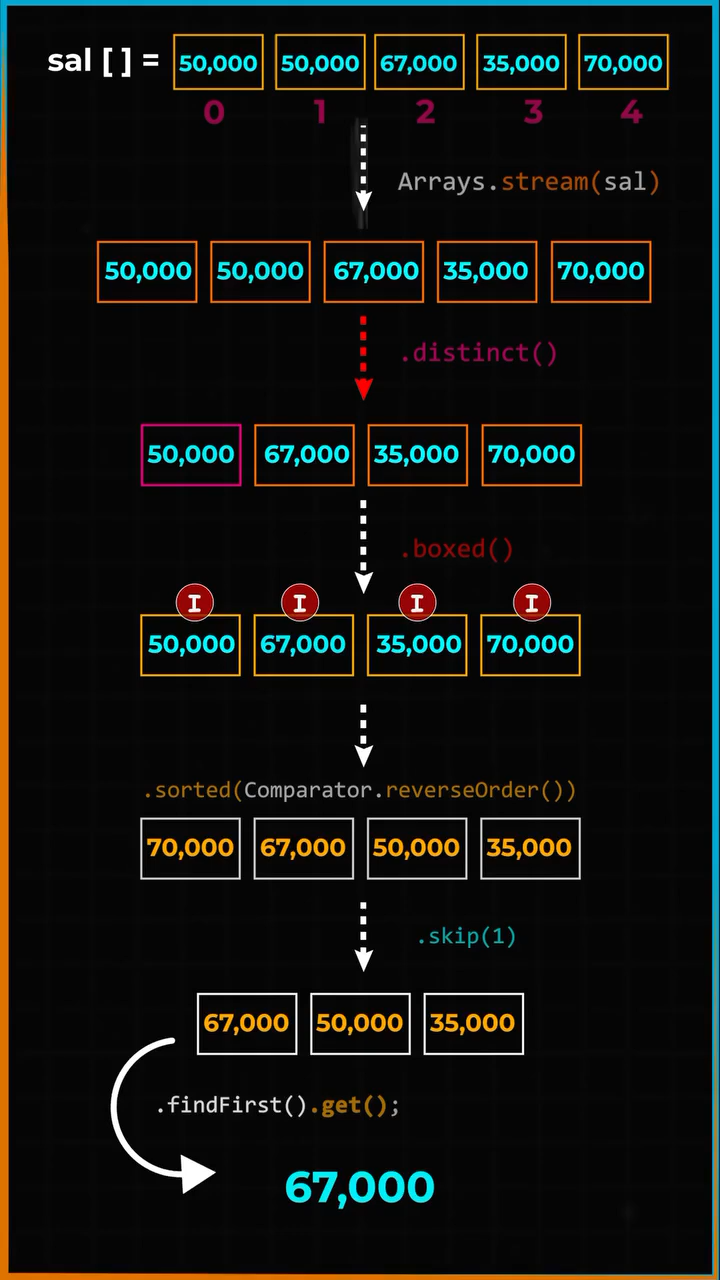 sal [ ] = 50,000 50,000 67,000 35,000 70,000
0 1 2 3 4
Arrays.stream(sal)
50,000 50,000 67,000 35,000 70,000
.distinct()
50,000 67,000 35,000 70,000
.boxed()
I I I I
50,000 67,000 35,000 70,000
.sorted(Comparator.reverseOrder())
70,000 67,000 50,000 35,000
.skip(1)
67,000 50,000 35,000
.findFirst().get();
67,000